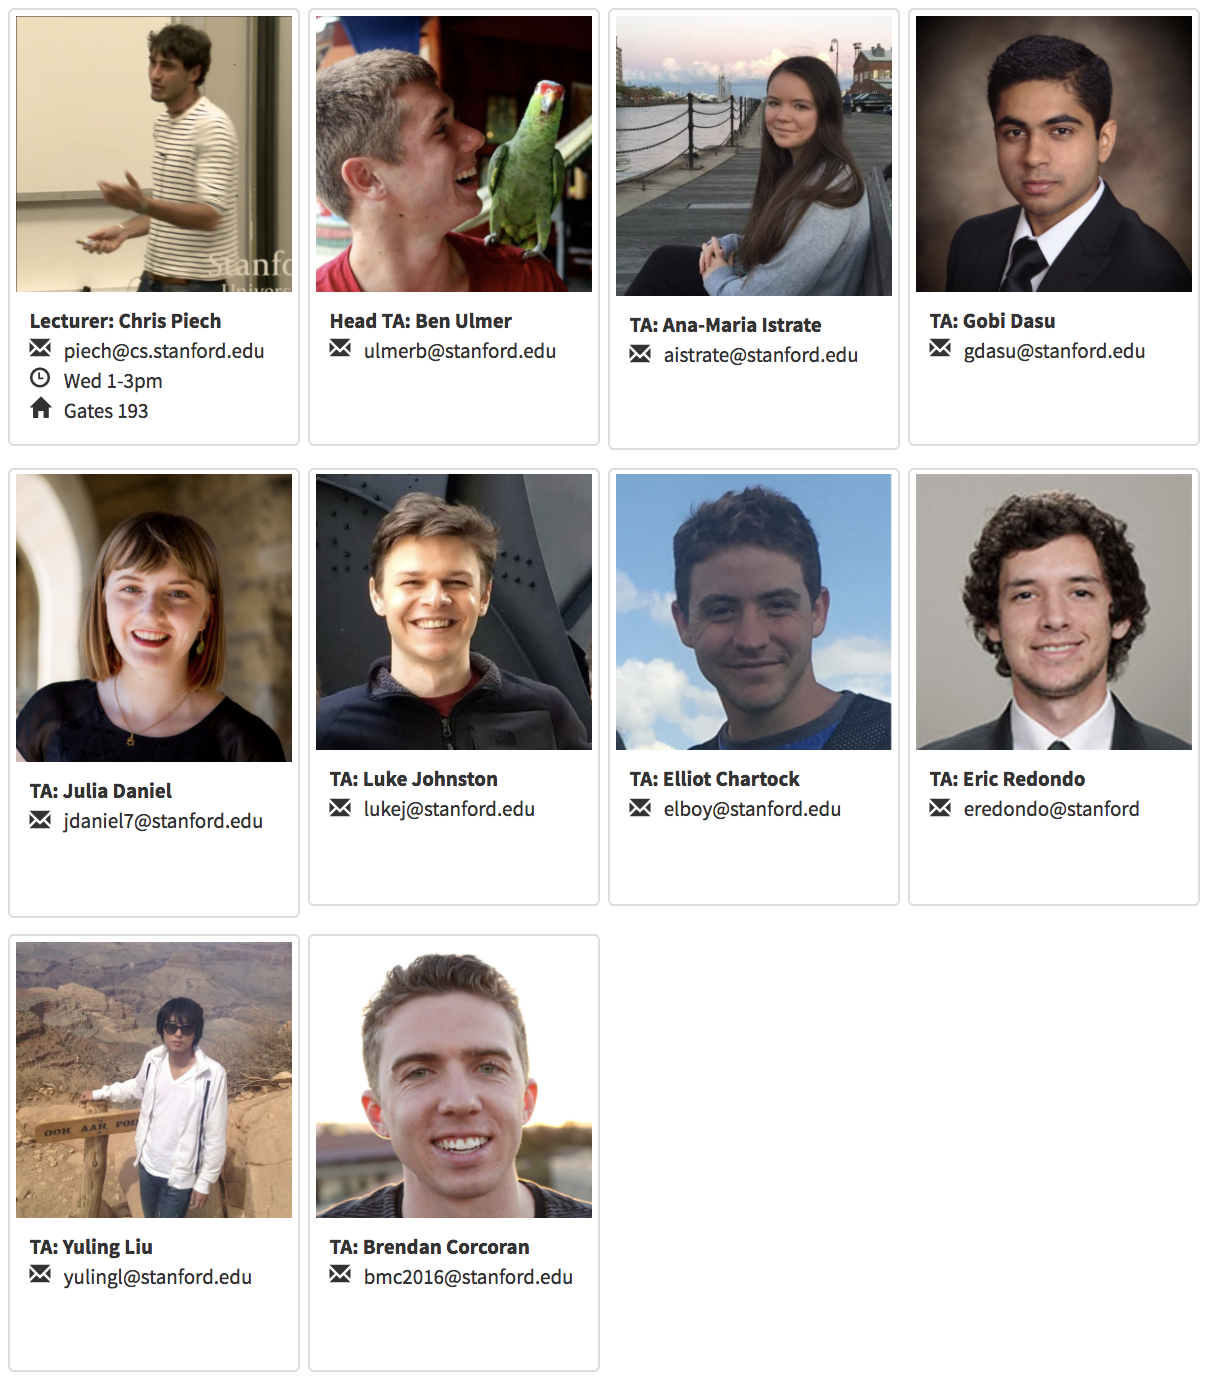 Stanfo
Univers
Lecturer: Chris Piech
piech@cs.stanford.edu
Wed 1-3pm
Gates 193
Head TA: Ben Ulmer
ulmerb@stanford.edu
TA: Ana-Maria Istrate
aistrate@stanford.edu
TA: Gobi Dasu
gdasu@stanford.edu
TA: Julia Daniel
jdaniel7@stanford.edu
TA: Luke Johnston
lukej@stanford.edu
TA: Elliot Chartock
elboy@stanford.edu
TA: Eric Redondo
eredondo@stanford
OOH AAH POI
TA: Yuling Liu
yulingl@stanford.edu
TA: Brendan Corcoran
bmc2016@stanford.edu